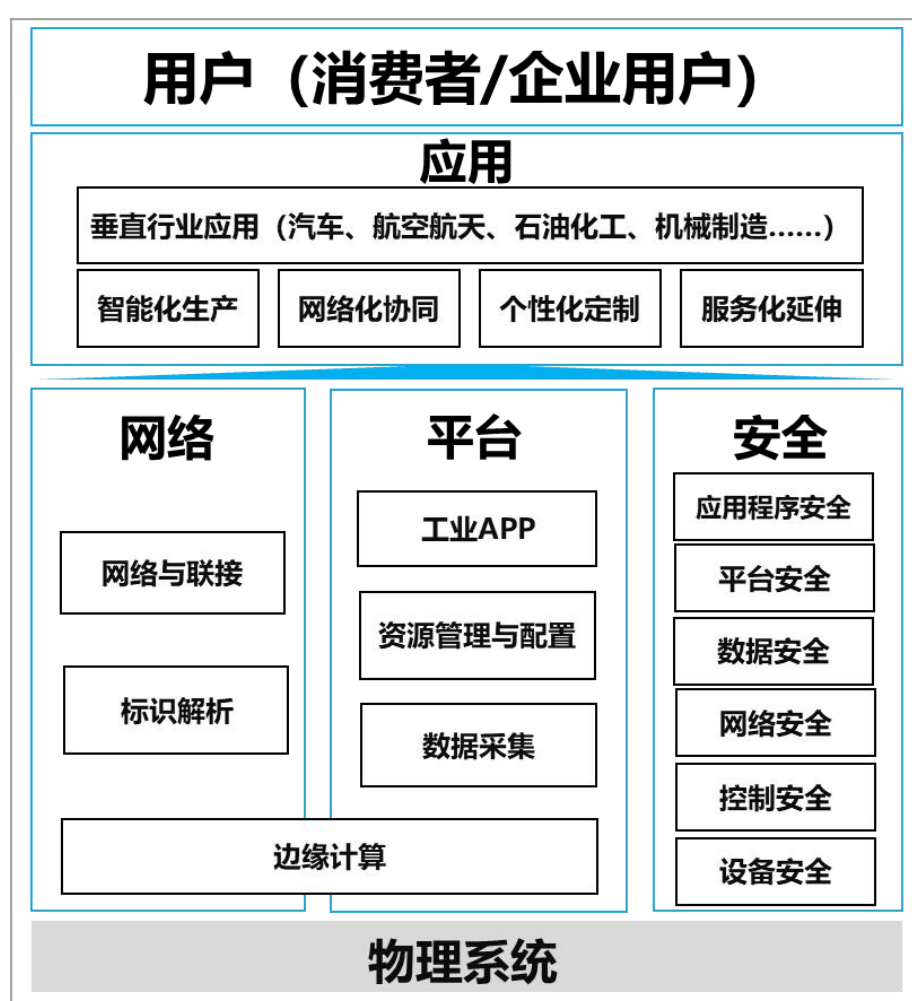 用户（消费者/企业用户）
应用
垂直行业应用（汽车、航空航天、石油化工、机械制造……）
智能化生产
网络化协同
个性化定制
服务化延伸
网络
网络与联接
标识解析
平台
工业APP
资源管理与配置
数据采集
边缘计算
安全
应用程序安全
平台安全
数据安全
网络安全
控制安全
设备安全
物理系统